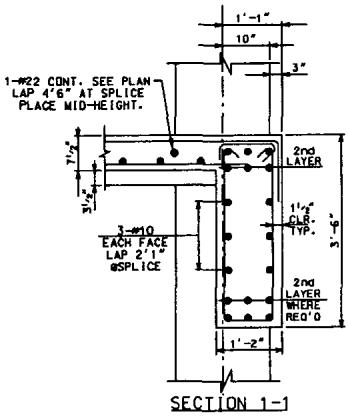 1'-1"
10"
3"
1-#22 CONT. SEE PLAN
LAP 4'6" AT SPLICE
PLACE MID-HEIGHT.
7 1/2"
3 1/2"
2nd
LAYER
1 1/2"
CLR.
TYP.
3'-6"
3-#10
EACH FACE
LAP 2'1"
@SPLICE
2nd
LAYER
WHERE
REQ'D
1'-2"
SECTION 1-1